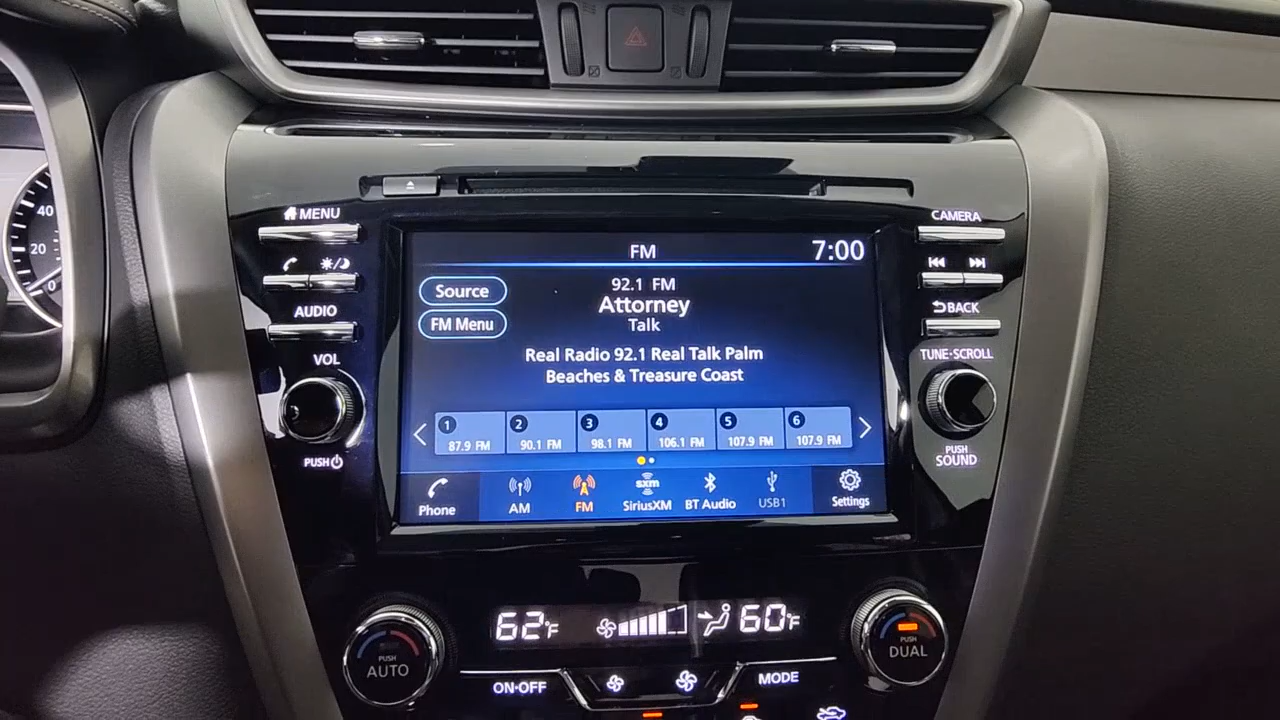 MENU
CAMERA
FM
7:00
92.1 FM
Source
Attorney
Talk
FM Menu
AUDIO
BACK
Real Radio 92.1 Real Talk Palm
Beaches & Treasure Coast
VOL
TUNE·SCROLL
1 2 3 4 5 6
87.9 FM 90.1 FM 98.1 FM 106.1 FM 107.9 FM 107.9 FM
PUSH
PUSH
SOUND
Phone
AM
FM
sxm
SiriusXM
BT Audio
USB1
Settings
40
20
0
62°F
60°F
PUSH
AUTO
PUSH
DUAL
ON·OFF
MODE